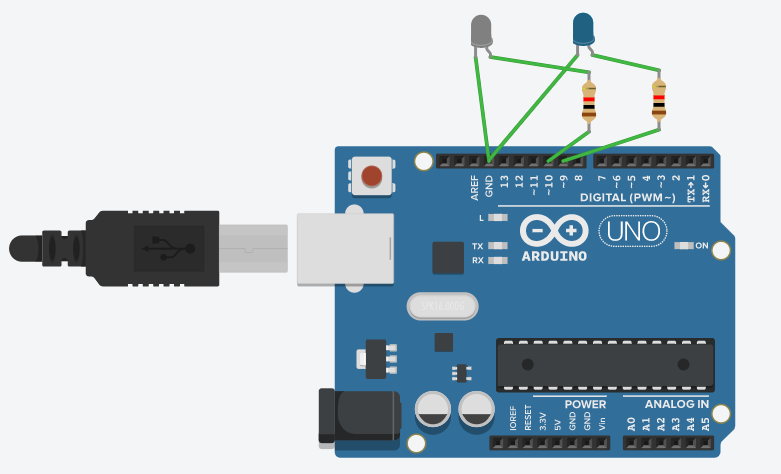 AREF
GND
13
12
~11
~10
~9
8
7
~6
~5
4
~3
2
TX→1
RX←0
DIGITAL (PWM~)
L
TX
RX
UNO
ARDUINO
ON
IOREF
RESET
3.3V
5V
GND
GND
Vin
POWER
ANALOG IN
A0
A1
A2
A3
A4
A5